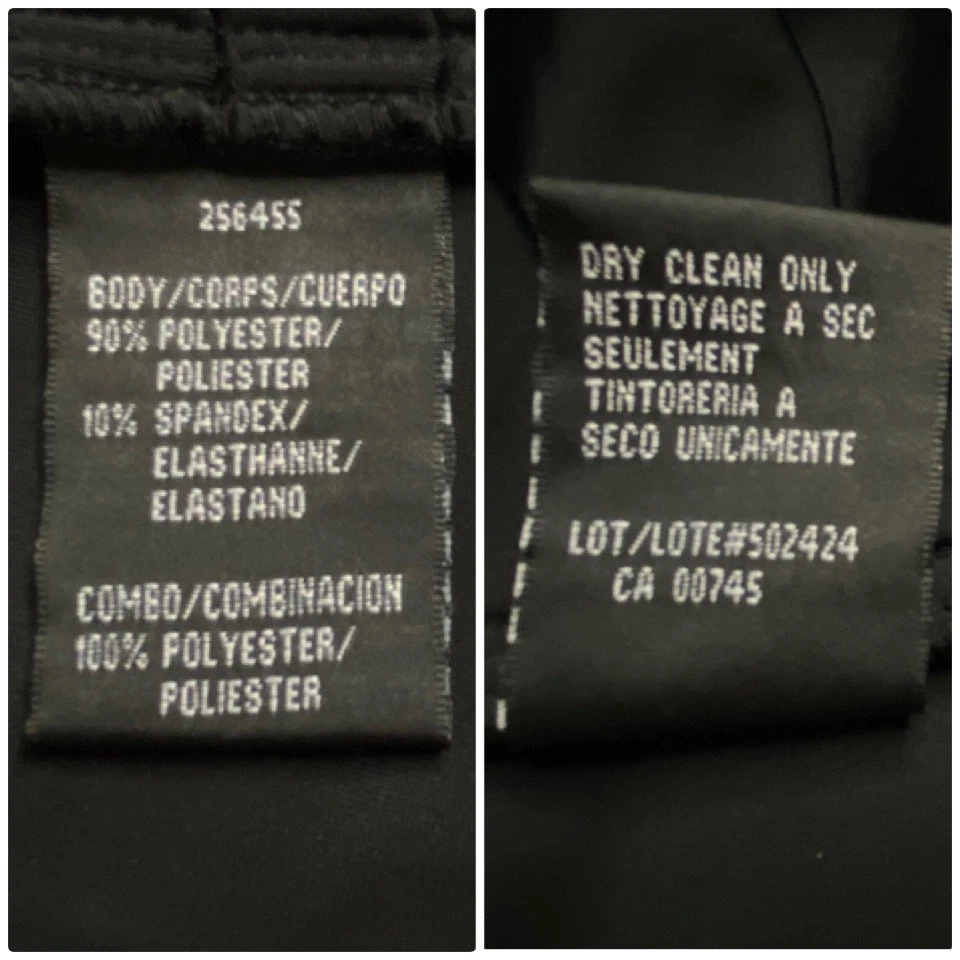 256455
BODY/CORPS/CUERPO
90% POLYESTER/
POLIESTER
10% SPANDEX/
ELASTHANNE/
ELASTANO
COMBO/COMBINACION
100% POLYESTER/
POLIESTER
DRY CLEAN ONLY
NETTOYAGE A SEC
SEULEMENT
TINTORERIA A
SECO UNICAMENTE
LOT/LOTE#502424
CA 00745